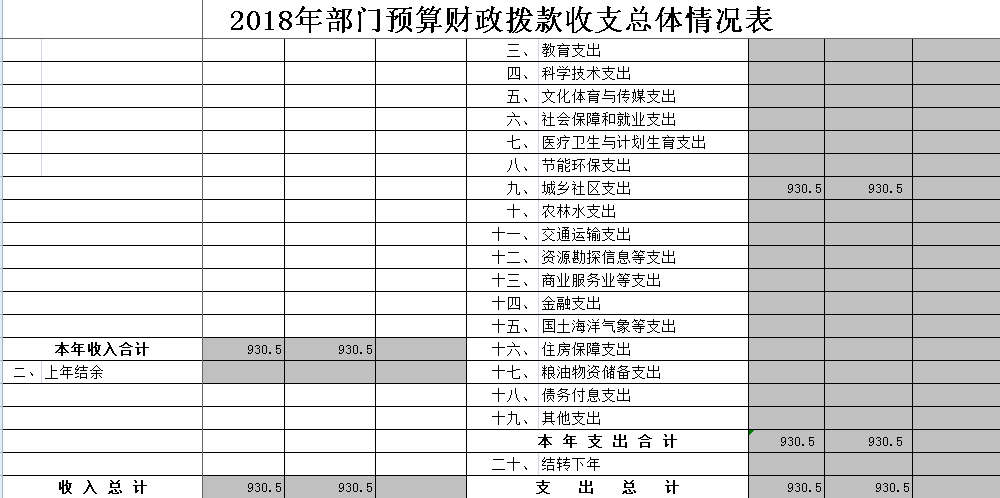 2018年部门预算财政拨款收支总体情况表
三、 教育支出
四、 科学技术支出
五、 文化体育与传媒支出
六、 社会保障和就业支出
七、 医疗卫生与计划生育支出
八、 节能环保支出
九、 城乡社区支出 930.5 930.5
十、 农林水支出
十一、 交通运输支出
十二、 资源勘探信息等支出
十三、 商业服务业等支出
十四、 金融支出
十五、 国土海洋气象等支出
本年收入合计 930.5 930.5 十六、 住房保障支出
二、 上年结余 十七、 粮油物资储备支出
十八、 债务付息支出
十九、 其他支出
本年支出合计 930.5 930.5
二十、 结转下年
收入总计 930.5 930.5 支出总计 930.5 930.5